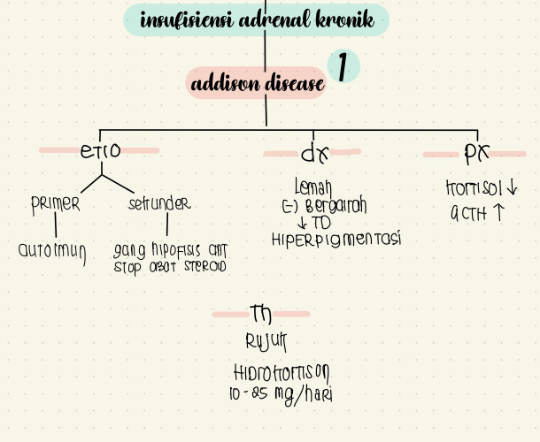 insufisiensi adrenal kronik
addison disease
1
etio
dx
px
primer
sekunder
autoimun
gang hipofisis ant
stop obat steroid
Lemah
(-) Bergairah
↓ TD
HIPERPIGMENTASI
kortisol ↓
ACTH ↑
Th
Rujuk
HIDROKORTISON
10-25 mg/hari